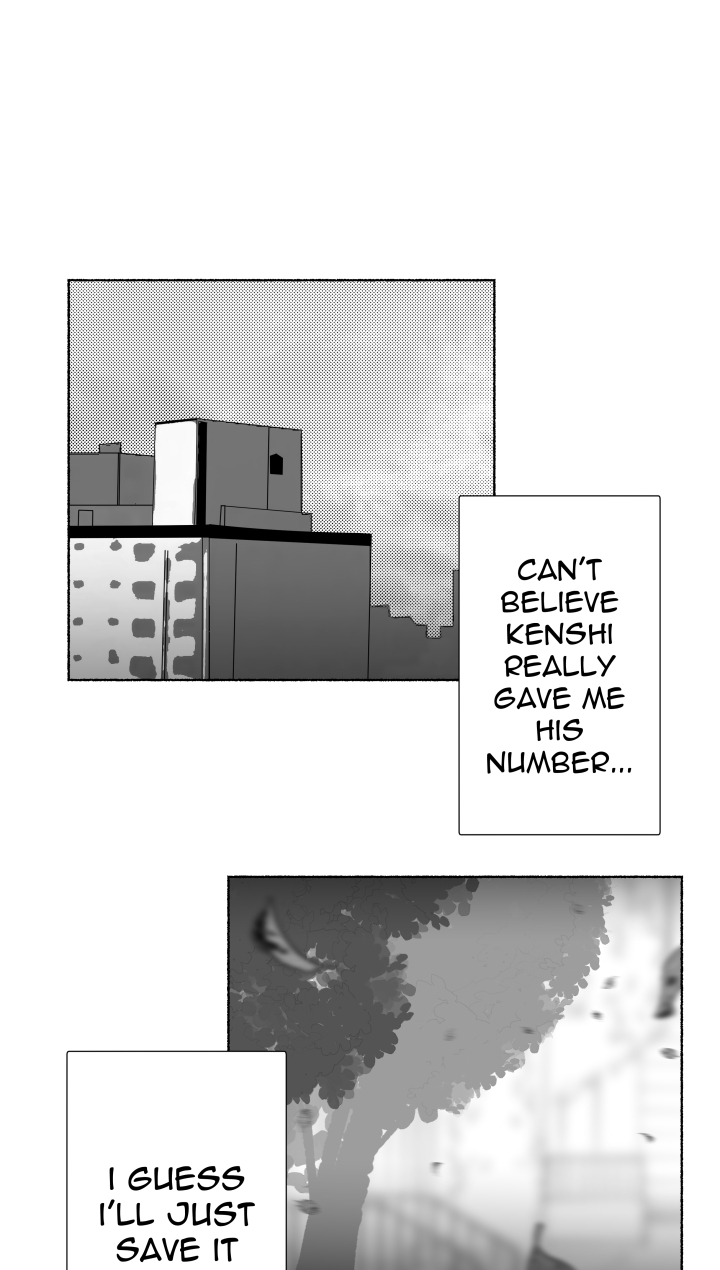 CAN'T
BELIEVE
KENSHI
REALLY
GAVE ME
HIS
NUMBER...
I GUESS
I'LL JUST
SAVE IT